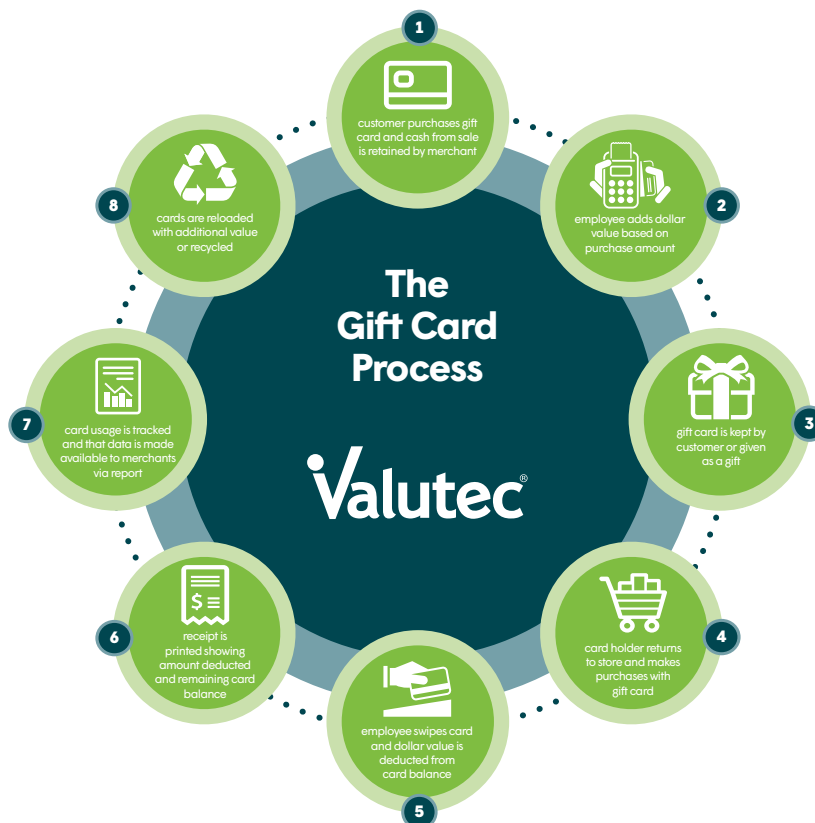 The
Gift Card
Process
Valutec®
1
customer purchases gift
card and cash from sale
is retained by merchant
2
employee adds dollar
value based on
purchase amount
3
gift card is kept by
customer or given
as a gift
4
card holder returns
to store and makes
purchases with
gift card
5
employee swipes card
and dollar value is
deducted from
card balance
6
$
receipt is
printed showing
amount deducted
and remaining card
balance
7
card usage is tracked
and that data is made
available to merchants
via report
8
cards are reloaded
with additional value
or recycled